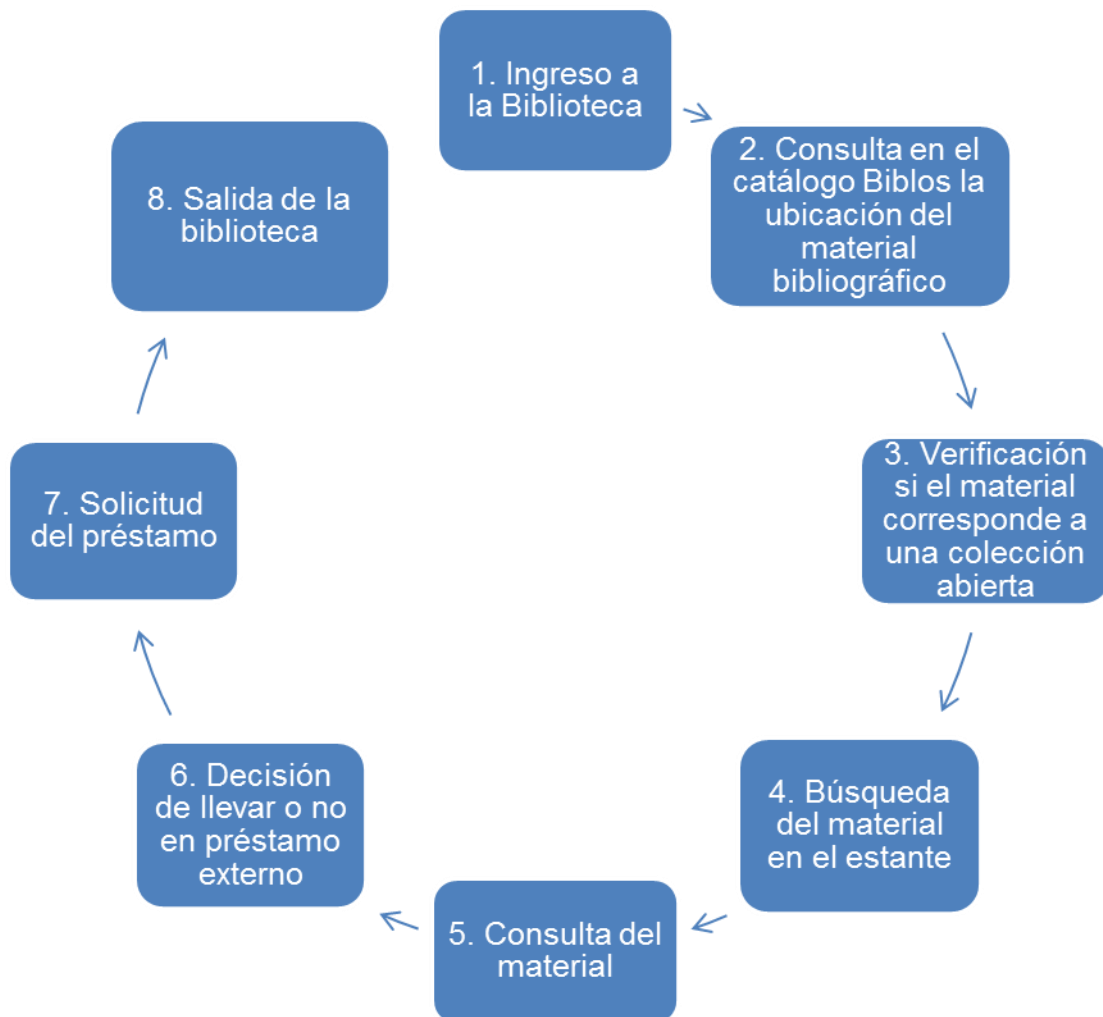 1. Ingreso a
la Biblioteca
2. Consulta en el
catálogo Biblos la
ubicación del
material
bibliográfico
3. Verificación
si el material
corresponde a
una colección
abierta
4. Búsqueda
del material
en el estante
5. Consulta del
material
6. Decisión
de llevar o no
en préstamo
externo
7. Solicitud
del préstamo
8. Salida de la
biblioteca